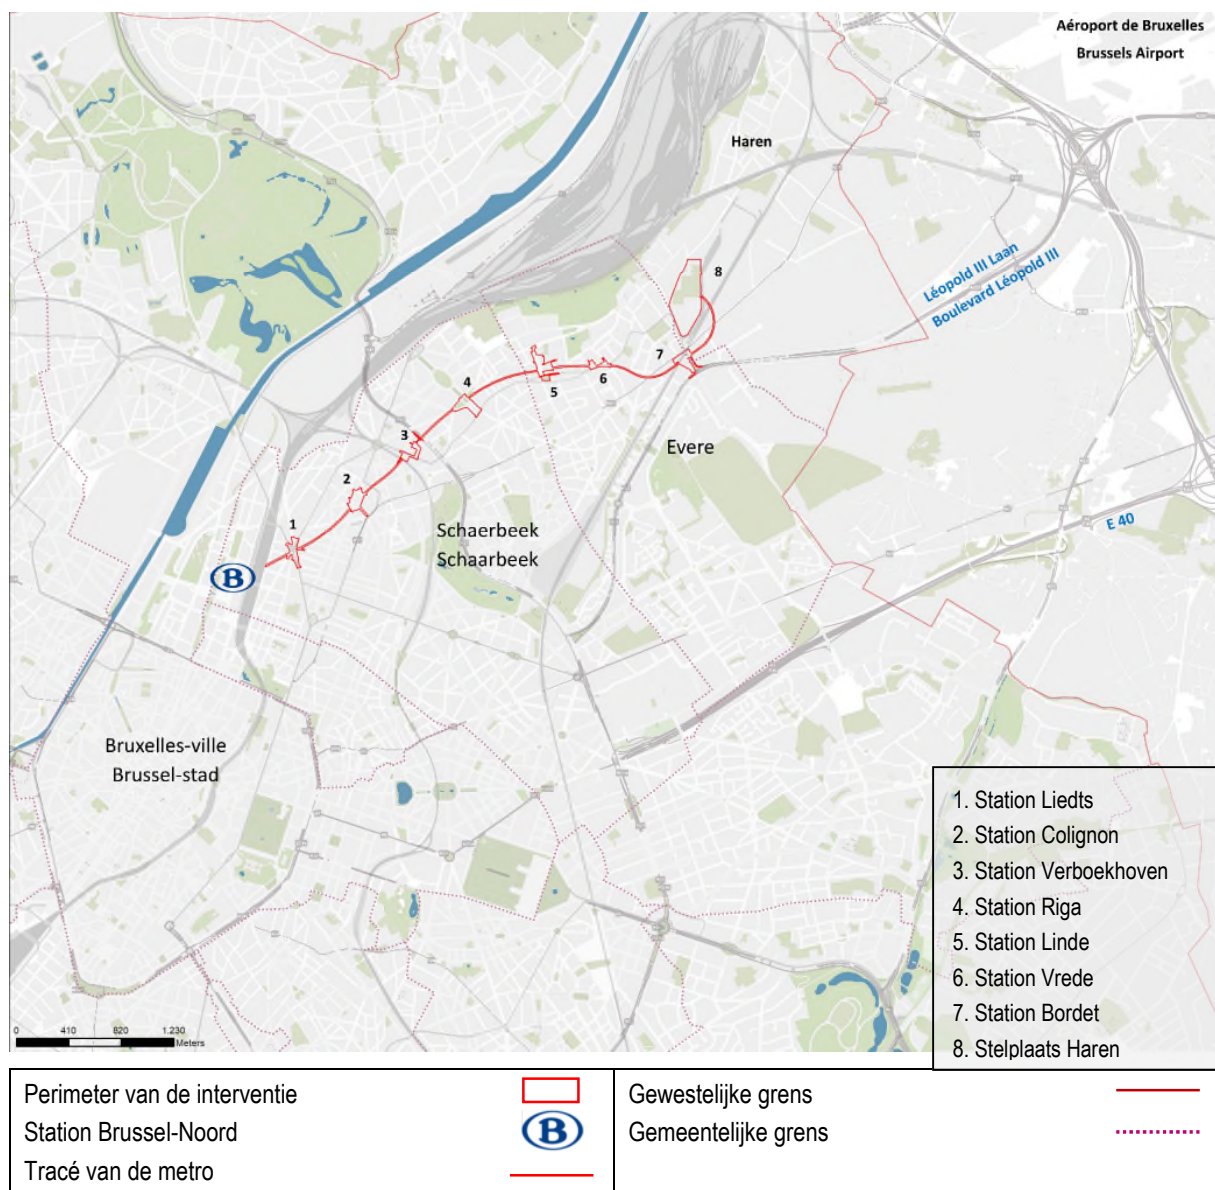 Aéroport de Bruxelles
Brussels Airport
Haren
Léopold III Laan
Boulevard Léopold III
8
7
6
5
4
3
2
1
Evere
Schaerbeek
Schaarbeek
E 40
B
Bruxelles-ville
Brussel-stad
1. Station Liedts
2. Station Colignon
3. Station Verboekhoven
4. Station Riga
5. Station Linde
6. Station Vrede
7. Station Bordet
8. Stelplaats Haren
0 410 820 1.230
Meters
Perimeter van de interventie
Station Brussel-Noord
B
Tracé van de metro
Gewestelijke grens
Gemeentelijke grens